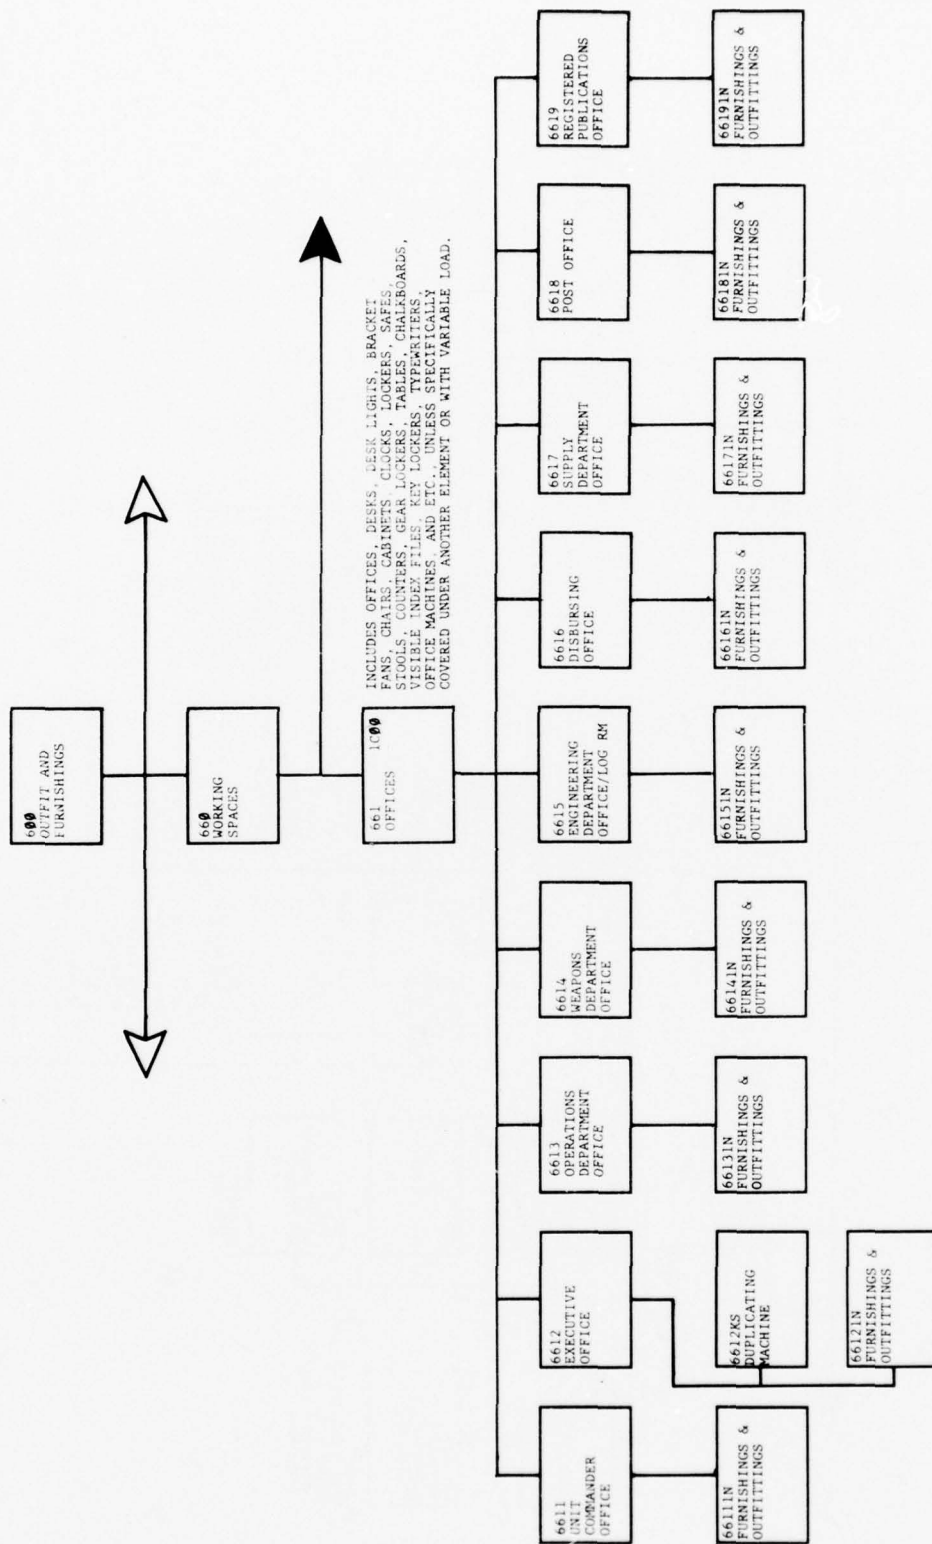 600
OUTFIT AND
FURNISHINGS
660
WORKING
SPACES
661 1C00
OFFICES
INCLUDES OFFICES, DESKS, DESK LIGHTS, BRACKET
FANS, CHAIRS, CABINETS, CLOCKS, LOCKERS, SAFES,
STOOLS, COUNTERS, GEAR LOCKERS, TABLES, CHALKBOARDS,
VISIBLE INDEX FILES, KEY LOCKERS, TYPEWRITERS,
OFFICE MACHINES, AND ETC., UNLESS SPECIFICALLY
COVERED UNDER ANOTHER ELEMENT OR WITH VARIABLE LOAD.
6611
UNIT
COMMANDER
OFFICE
6612
EXECUTIVE
OFFICE
6613
OPERATIONS
DEPARTMENT
OFFICE
6614
WEAPONS
DEPARTMENT
OFFICE
6615
ENGINEERING
DEPARTMENT
OFFICE/LOG RM
6616
DISBURSING
OFFICE
6617
SUPPLY
DEPARTMENT
OFFICE
6618
POST OFFICE
6619
REGISTERED
PUBLICATIONS
OFFICE
66111N
FURNISHINGS &
OUTFITTINGS
6612KS
DUPLICATING
MACHINE
66121N
FURNISHINGS &
OUTFITTINGS
66131N
FURNISHINGS &
OUTFITTINGS
66141N
FURNISHINGS &
OUTFITTINGS
66151N
FURNISHINGS &
OUTFITTINGS
66161N
FURNISHINGS &
OUTFITTINGS
66171N
FURNISHINGS &
OUTFITTINGS
66181N
FURNISHINGS &
OUTFITTINGS
66191N
FURNISHINGS &
OUTFITTINGS